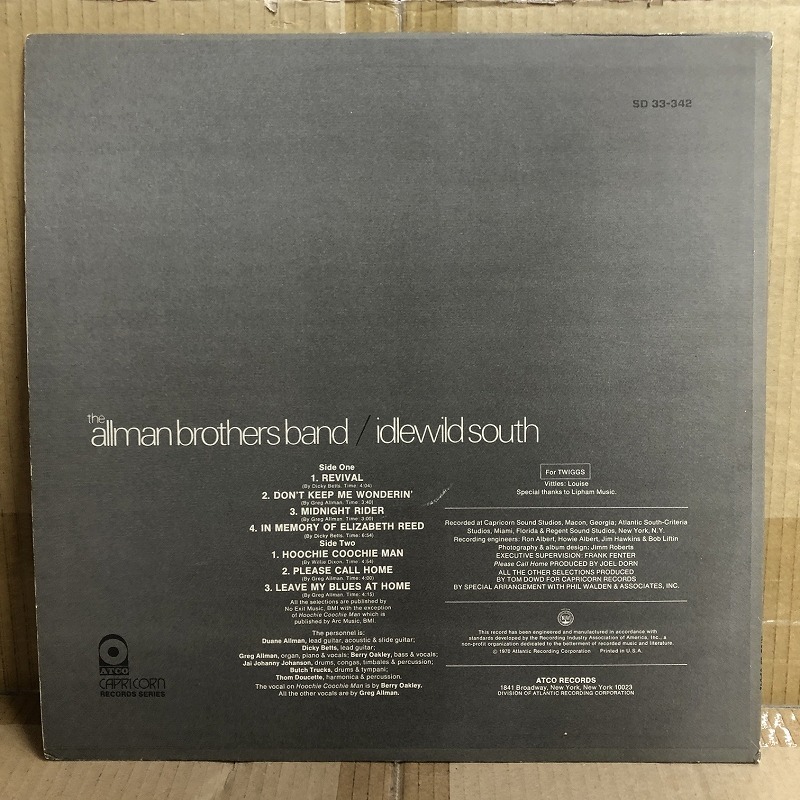 SD 33-342
the
allman brothers band / idlewild south
Side One
1. REVIVAL
(By Dicky Betts. Time: 4:04)
2. DON'T KEEP ME WONDERIN'
(By Greg Allman. Time: 3:40)
3. MIDNIGHT RIDER
(By Greg Allman. Time: 3:00)
4. IN MEMORY OF ELIZABETH REED
(By Dicky Betts. Time: 6:54)
Side Two
1. HOOCHIE COOCHIE MAN
(By Willie Dixon. Time: 4:54)
2. PLEASE CALL HOME
(By Greg Allman. Time: 4:00)
3. LEAVE MY BLUES AT HOME
(By Greg Allman. Time: 4:15)
All the selections are published by
No Exit Music, BMI with the exception
of Hoochie Coochie Man which is
published by Arc Music, BMI.
The personnel is:
Duane Allman, lead guitar, acoustic & slide guitar;
Dicky Betts, lead guitar;
Greg Allman, organ, piano & vocals; Berry Oakley, bass & vocals;
Jai Johanny Johanson, drums, congas, timbales & percussion;
Butch Trucks, drums & tympani;
Thom Doucette, harmonica & percussion.
The vocal on Hoochie Coochie Man is by Berry Oakley.
All the other vocals are by Greg Allman.
ATCO
CAPRICORN
RECORDS SERIES
For TWIGGS
Vittles: Louise
Special thanks to Lipham Music.
Recorded at Capricorn Sound Studios, Macon, Georgia; Atlantic South-Criteria
Studios, Miami, Florida & Regent Sound Studios, New York, N.Y.
Recording engineers: Ron Albert, Howie Albert, Jim Hawkins & Bob Liftin
Photography & album design: Jimm Roberts
EXECUTIVE SUPERVISION: FRANK FENTER
Please Call Home PRODUCED BY JOEL DORN
ALL THE OTHER SELECTIONS PRODUCED
BY TOM DOWD FOR CAPRICORN RECORDS
BY SPECIAL ARRANGEMENT WITH PHIL WALDEN & ASSOCIATES, INC.
This record has been engineered and manufactured in accordance with
standards developed by the Recording Industry Association of America, Inc., a
non-profit organization dedicated to the betterment of recorded music and literature.
© 1970 Atlantic Recording Corporation Printed in U.S.A.
ATCO RECORDS
1841 Broadway, New York, New York 10023
DIVISION OF ATLANTIC RECORDING CORPORATION